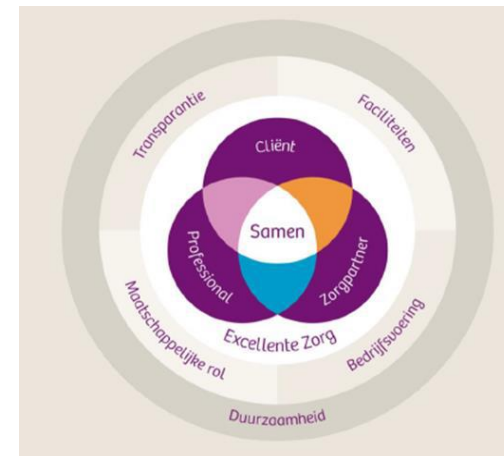 Transparantie
Faciliteiten
Cliënt
Samen
Professional
Zorgpartner
Excellente Zorg
Maatschappelijke rol
Bedrijfsvoering
Duurzaamheid